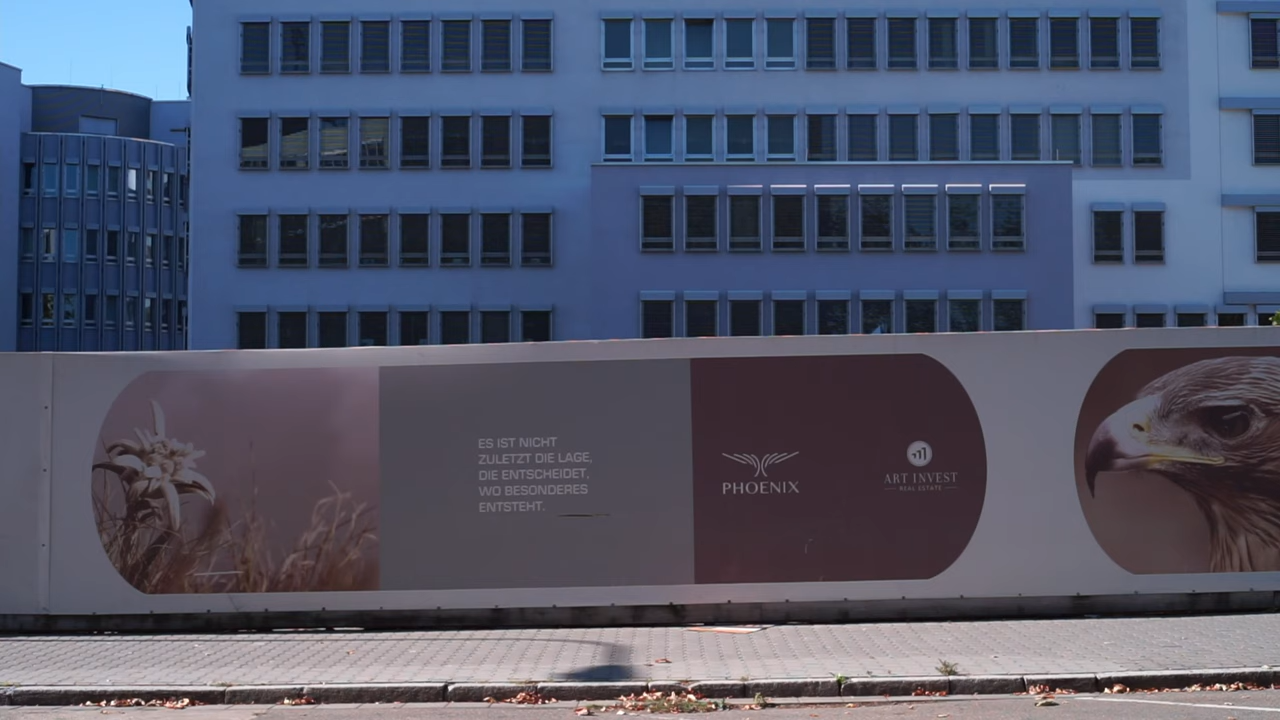 ES IST NICHT
ZULETZT DIE LAGE,
DIE ENTSCHEIDET,
WO BESONDERES
ENTSTEHT.
PHOENIX
ART INVEST
REAL ESTATE